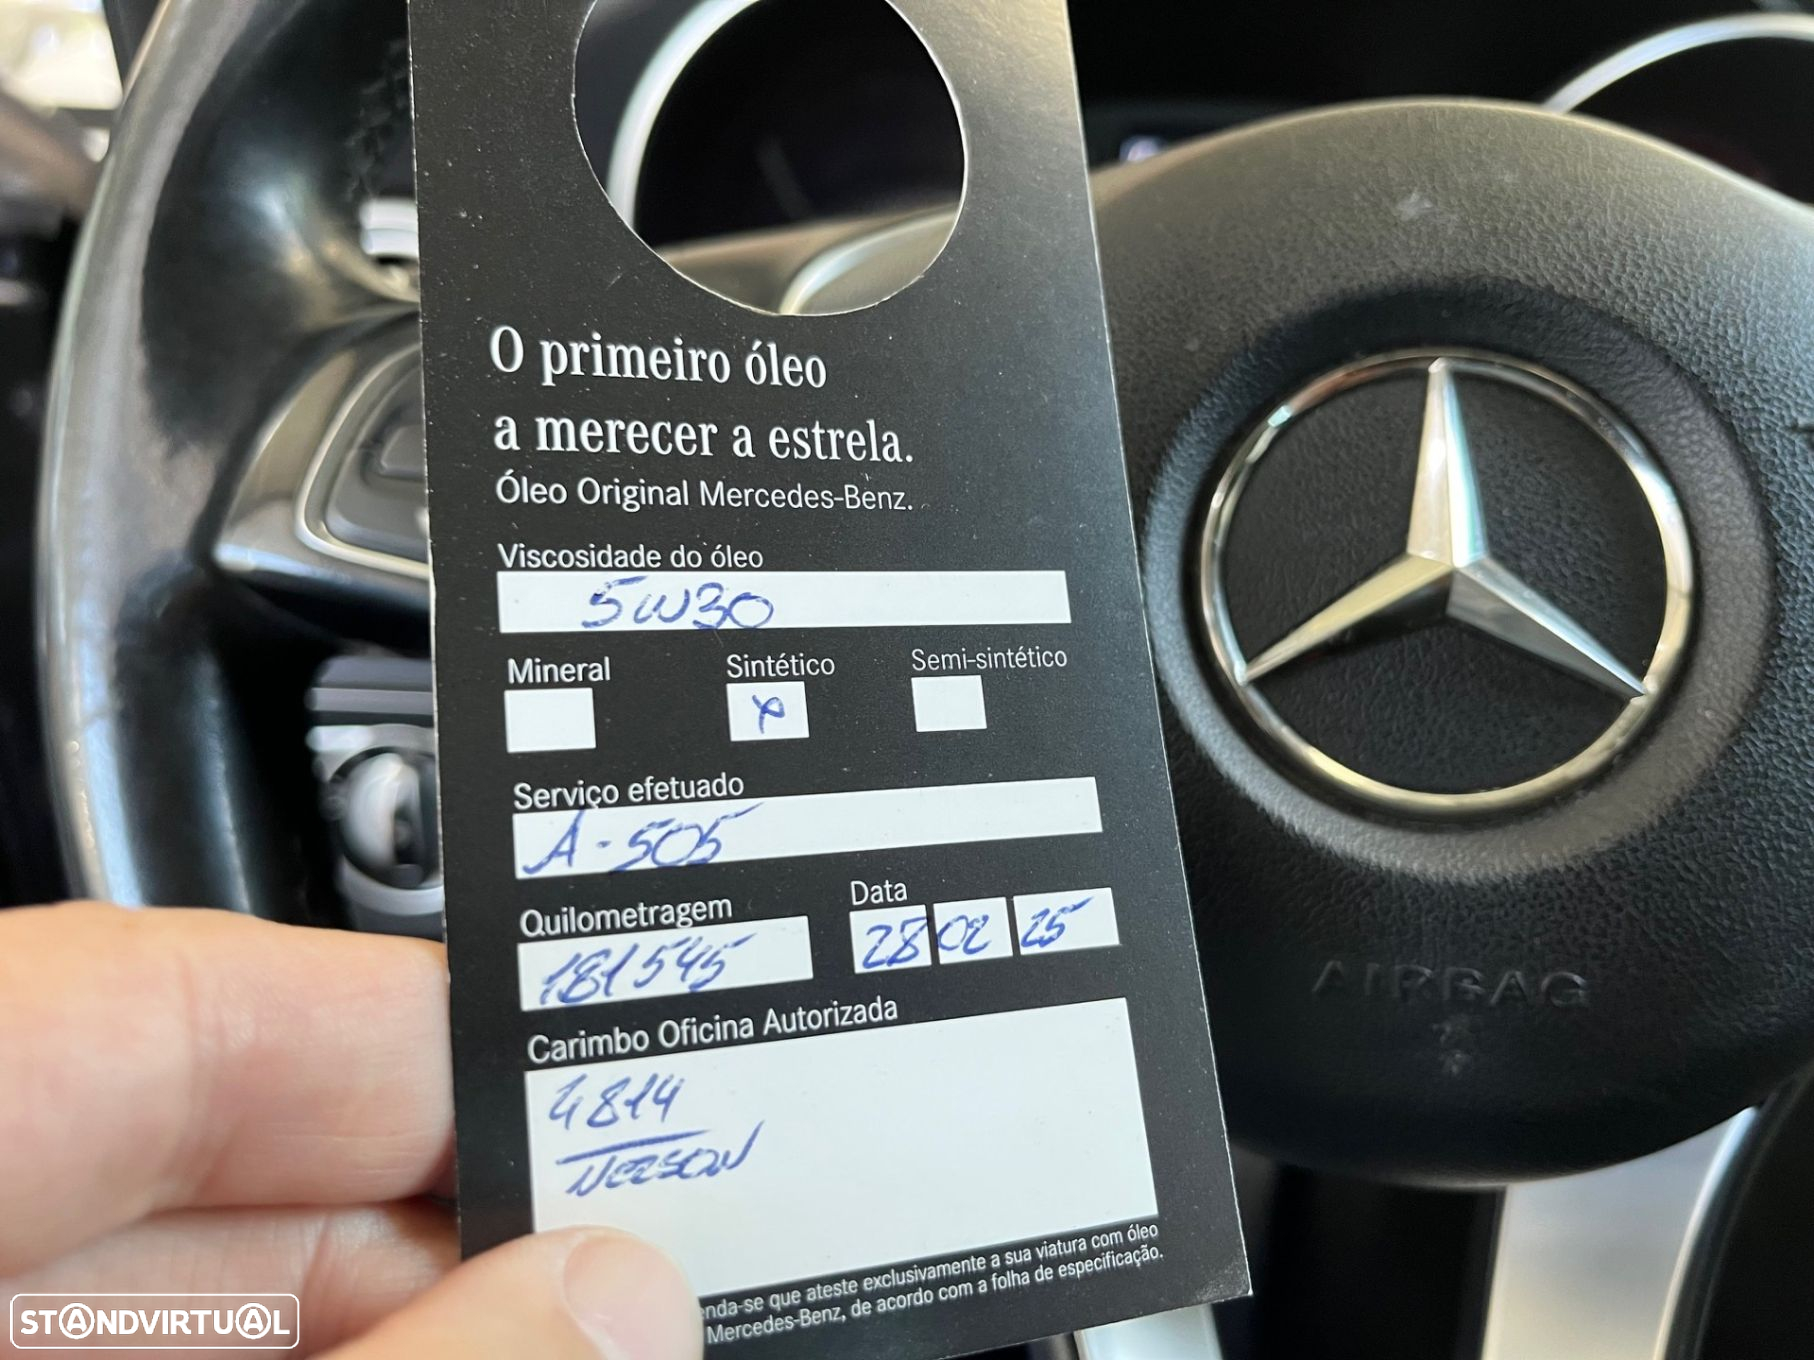 O primeiro óleo
a merecer a estrela.
Óleo Original Mercedes-Benz.
Viscosidade do óleo
5W30
Mineral Sintético Semi-sintético
x
Serviço efetuado
A-505
Quilometragem Data
181545 28 02 25
Carimbo Oficina Autorizada
4814
Nelson
enda-se que ateste exclusivamente a sua viatura com óleo
Mercedes-Benz, de acordo com a folha de especificação.
AIRBAG
STANDVIRTUAL